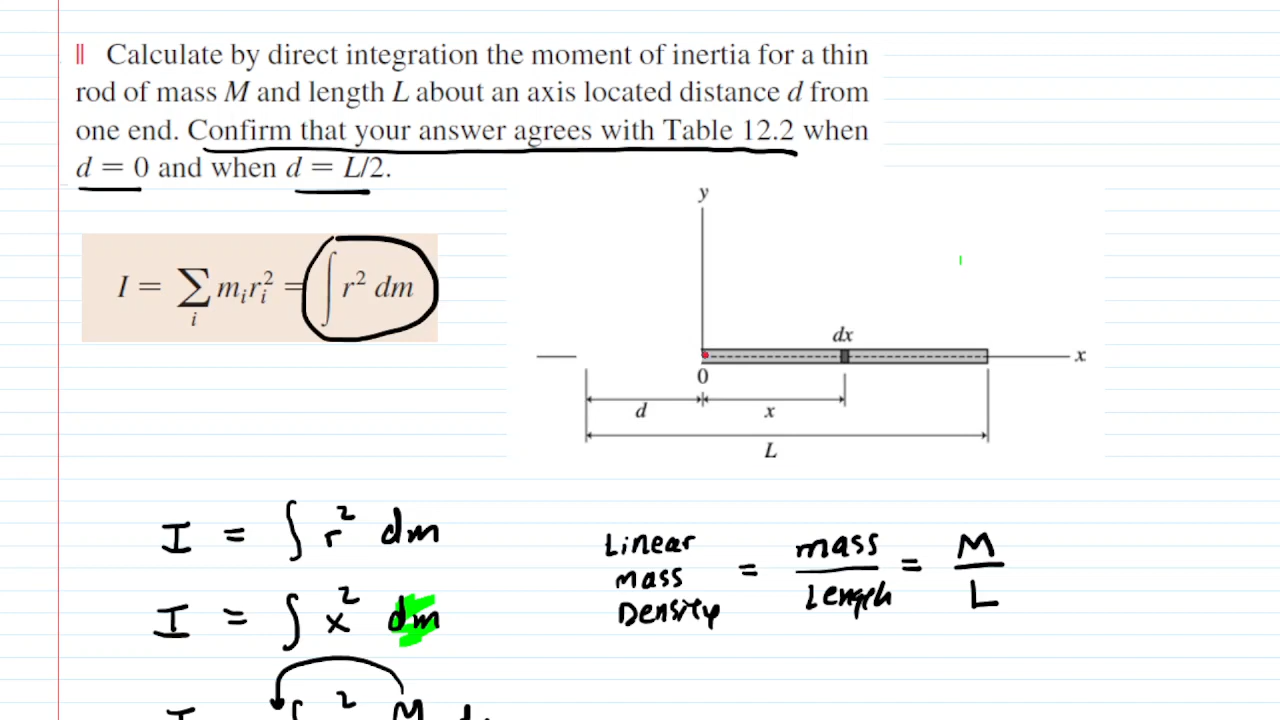 || Calculate by direct integration the moment of inertia for a thin
rod of mass M and length L about an axis located distance d from
one end. Confirm that your answer agrees with Table 12.2 when
d = 0 and when d = L/2.
y
I = ∑ mᵢrᵢ² = ∫ r² dm
i
dx
x
0
d
x
L
I = ∫ r² dm
Linear
Mass
Density
= mass/Length = M/L
I = ∫ x² dm
I ∫ 2 M